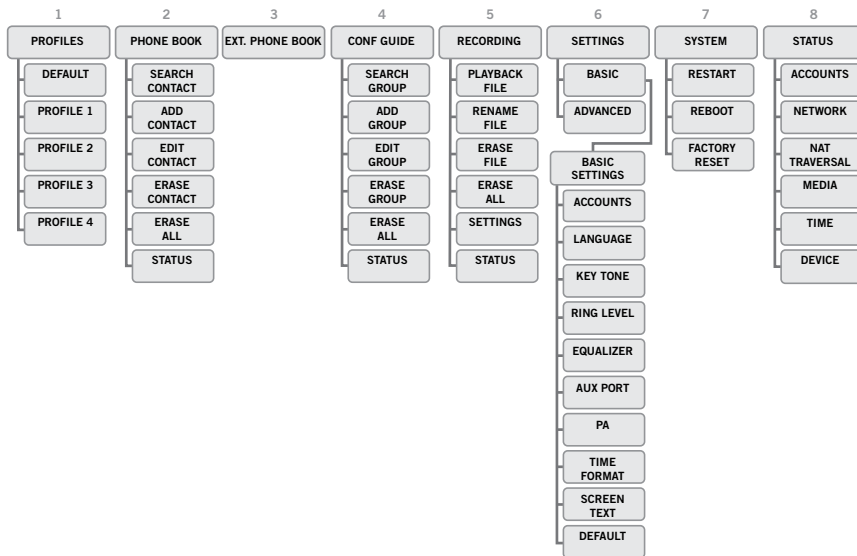 1
2
3
4
5
6
7
8
PROFILES
PHONE BOOK
EXT. PHONE BOOK
CONF GUIDE
RECORDING
SETTINGS
SYSTEM
STATUS
DEFAULT
PROFILE 1
PROFILE 2
PROFILE 3
PROFILE 4
SEARCH
CONTACT
ADD
CONTACT
EDIT
CONTACT
ERASE
CONTACT
ERASE
ALL
STATUS
SEARCH
GROUP
ADD
GROUP
EDIT
GROUP
ERASE
GROUP
ERASE
ALL
STATUS
PLAYBACK
FILE
RENAME
FILE
ERASE
FILE
ERASE
ALL
SETTINGS
STATUS
BASIC
ADVANCED
BASIC
SETTINGS
ACCOUNTS
LANGUAGE
KEY TONE
RING LEVEL
EQUALIZER
AUX PORT
PA
TIME
FORMAT
SCREEN
TEXT
DEFAULT
RESTART
REBOOT
FACTORY
RESET
ACCOUNTS
NETWORK
NAT
TRAVERSAL
MEDIA
TIME
DEVICE